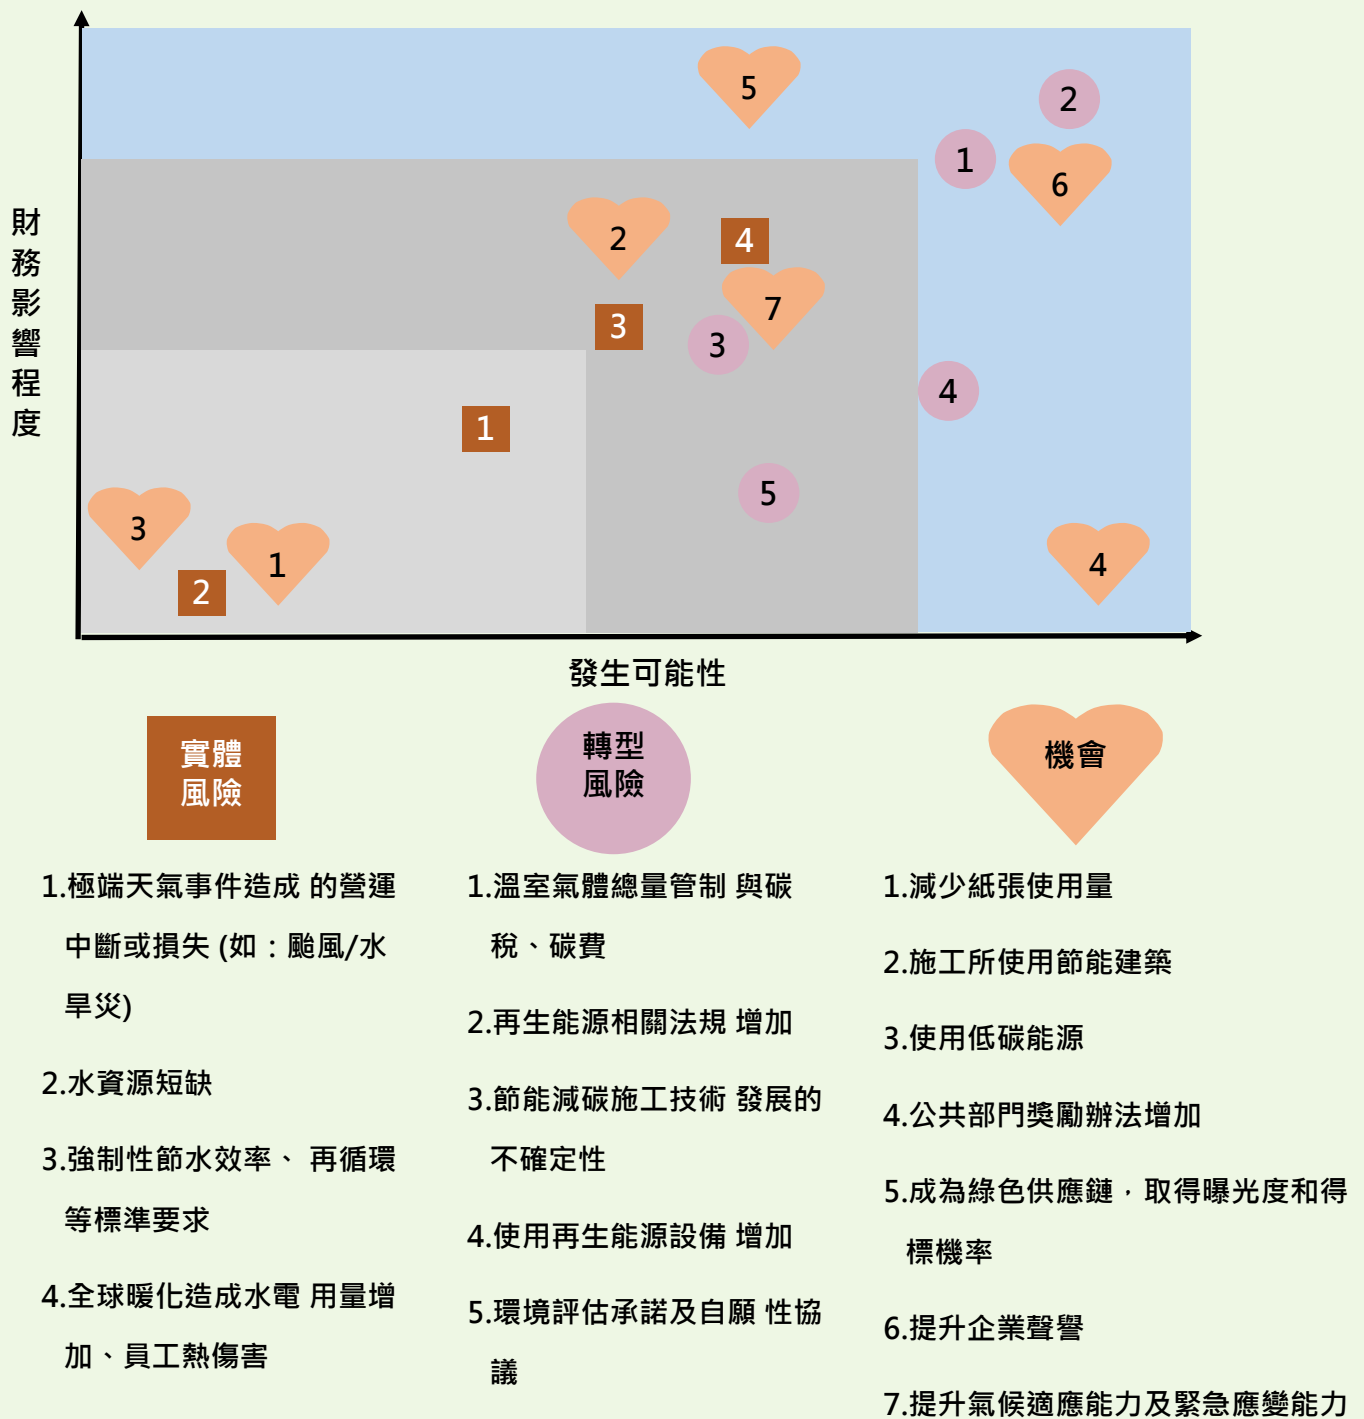 財務影響程度
5
2
1
6
2
4
7
3
3
4
1
5
3
1
2
4
發生可能性
實體
風險
轉型
風險
機會
1.極端天氣事件造成 的營運
中斷或損失 (如：颱風/水
旱災)
2.水資源短缺
3.強制性節水效率、 再循環
等標準要求
4.全球暖化造成水電 用量增
加、員工熱傷害
1.溫室氣體總量管制 與碳
稅、碳費
2.再生能源相關法規 增加
3.節能減碳施工技術 發展的
不確定性
4.使用再生能源設備 增加
5.環境評估承諾及自願 性協
議
1.減少紙張使用量
2.施工所使用節能建築
3.使用低碳能源
4.公共部門獎勵辦法增加
5.成為綠色供應鏈，取得曝光度和得
標機率
6.提升企業聲譽
7.提升氣候適應能力及緊急應變能力